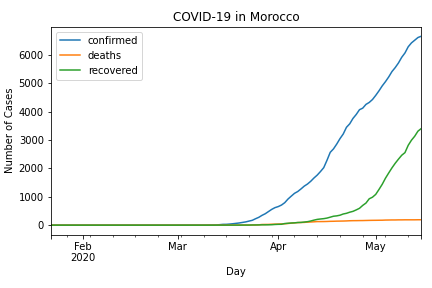 COVID-19 in Morocco
confirmed
deaths
recovered
Number of Cases
6000
5000
4000
3000
2000
1000
0
Feb
2020
Mar
Apr
May
Day